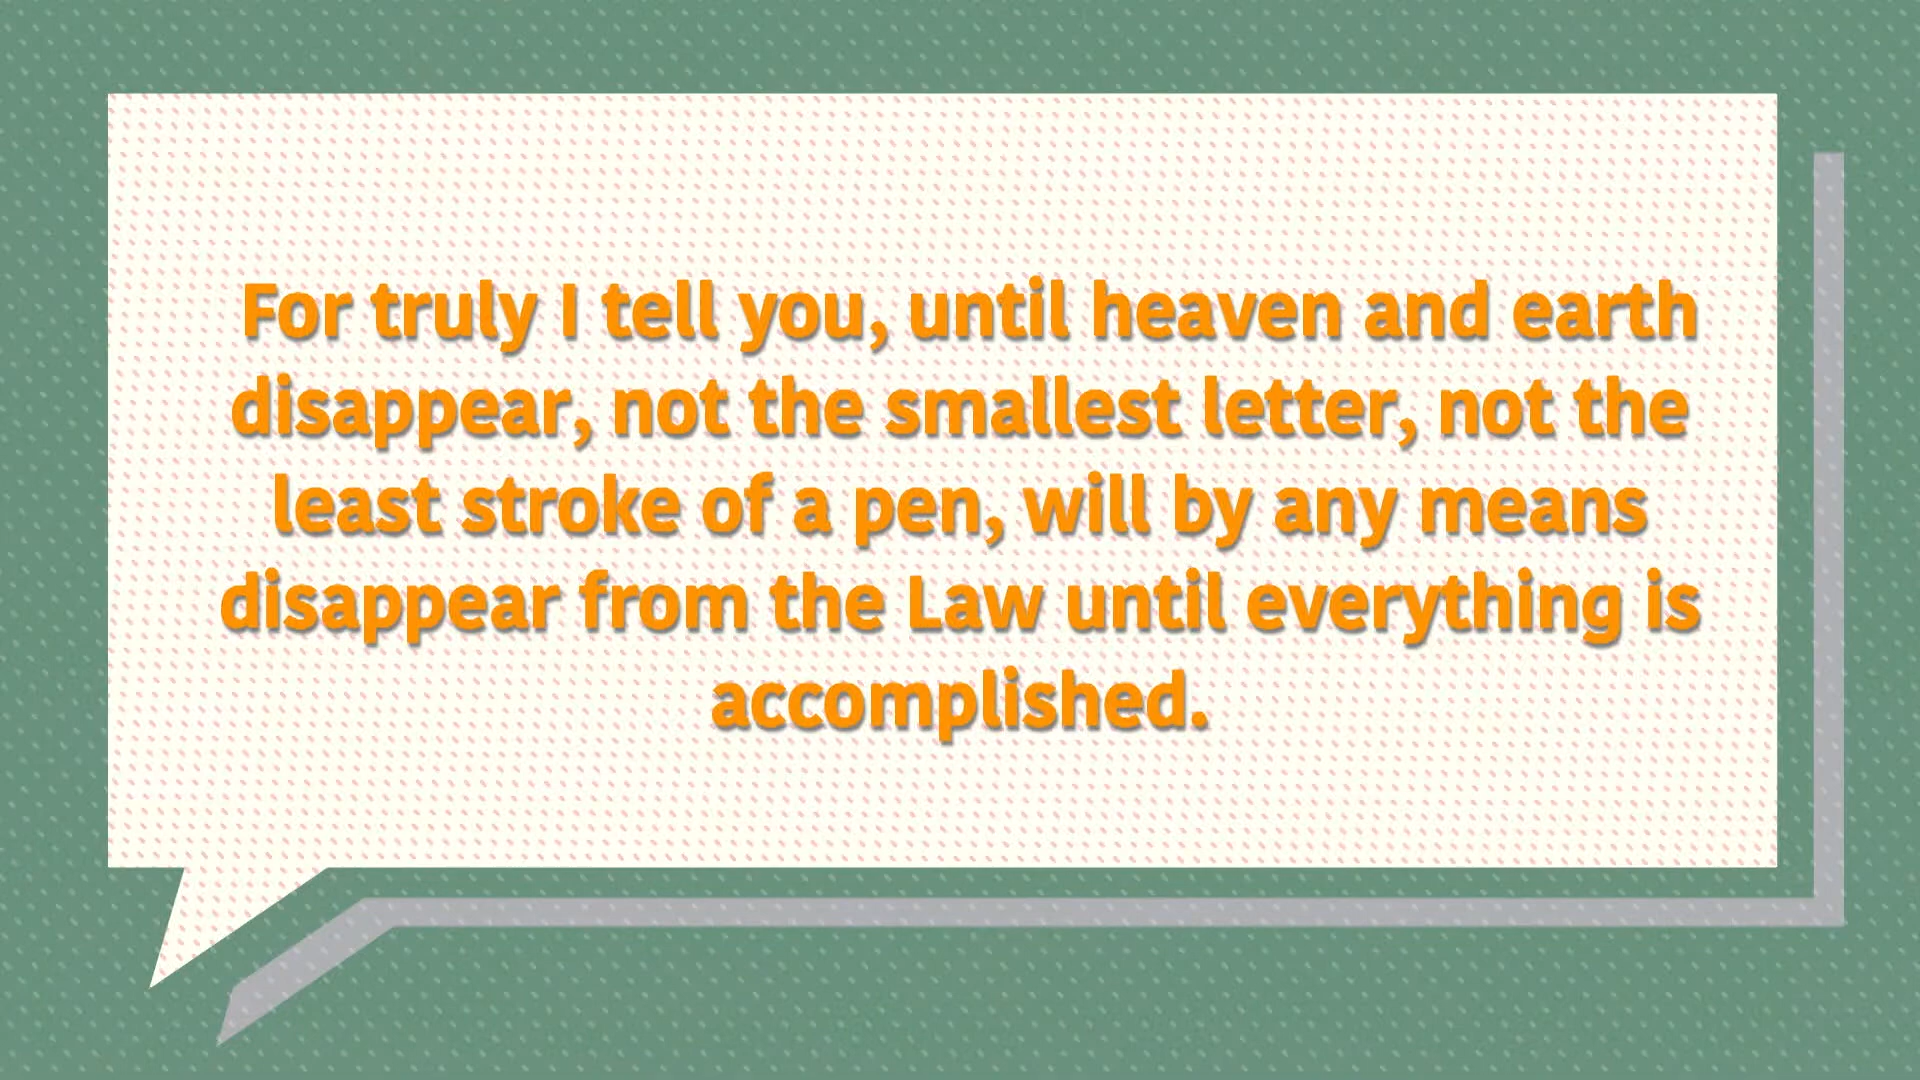 For truly I tell you, until heaven and earth
disappear, not the smallest letter, not the
least stroke of a pen, will by any means
disappear from the Law until everything is
accomplished.